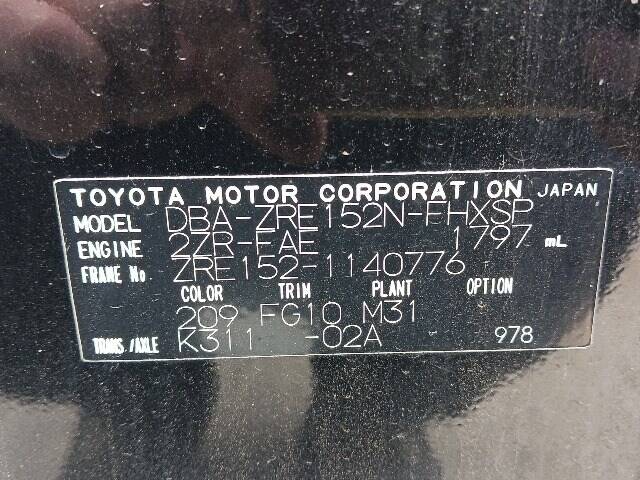 TOYOTA MOTOR CORPORATION JAPAN
MODEL DBA-ZRE152N-EHXSP
ENGINE 2ZR-FAE 1797 mL
FRAME No ZRE152-1140776
COLOR TRIM PLANT OPTION
209 FG10 M31
TRANS./AXLE K311 -02A 978